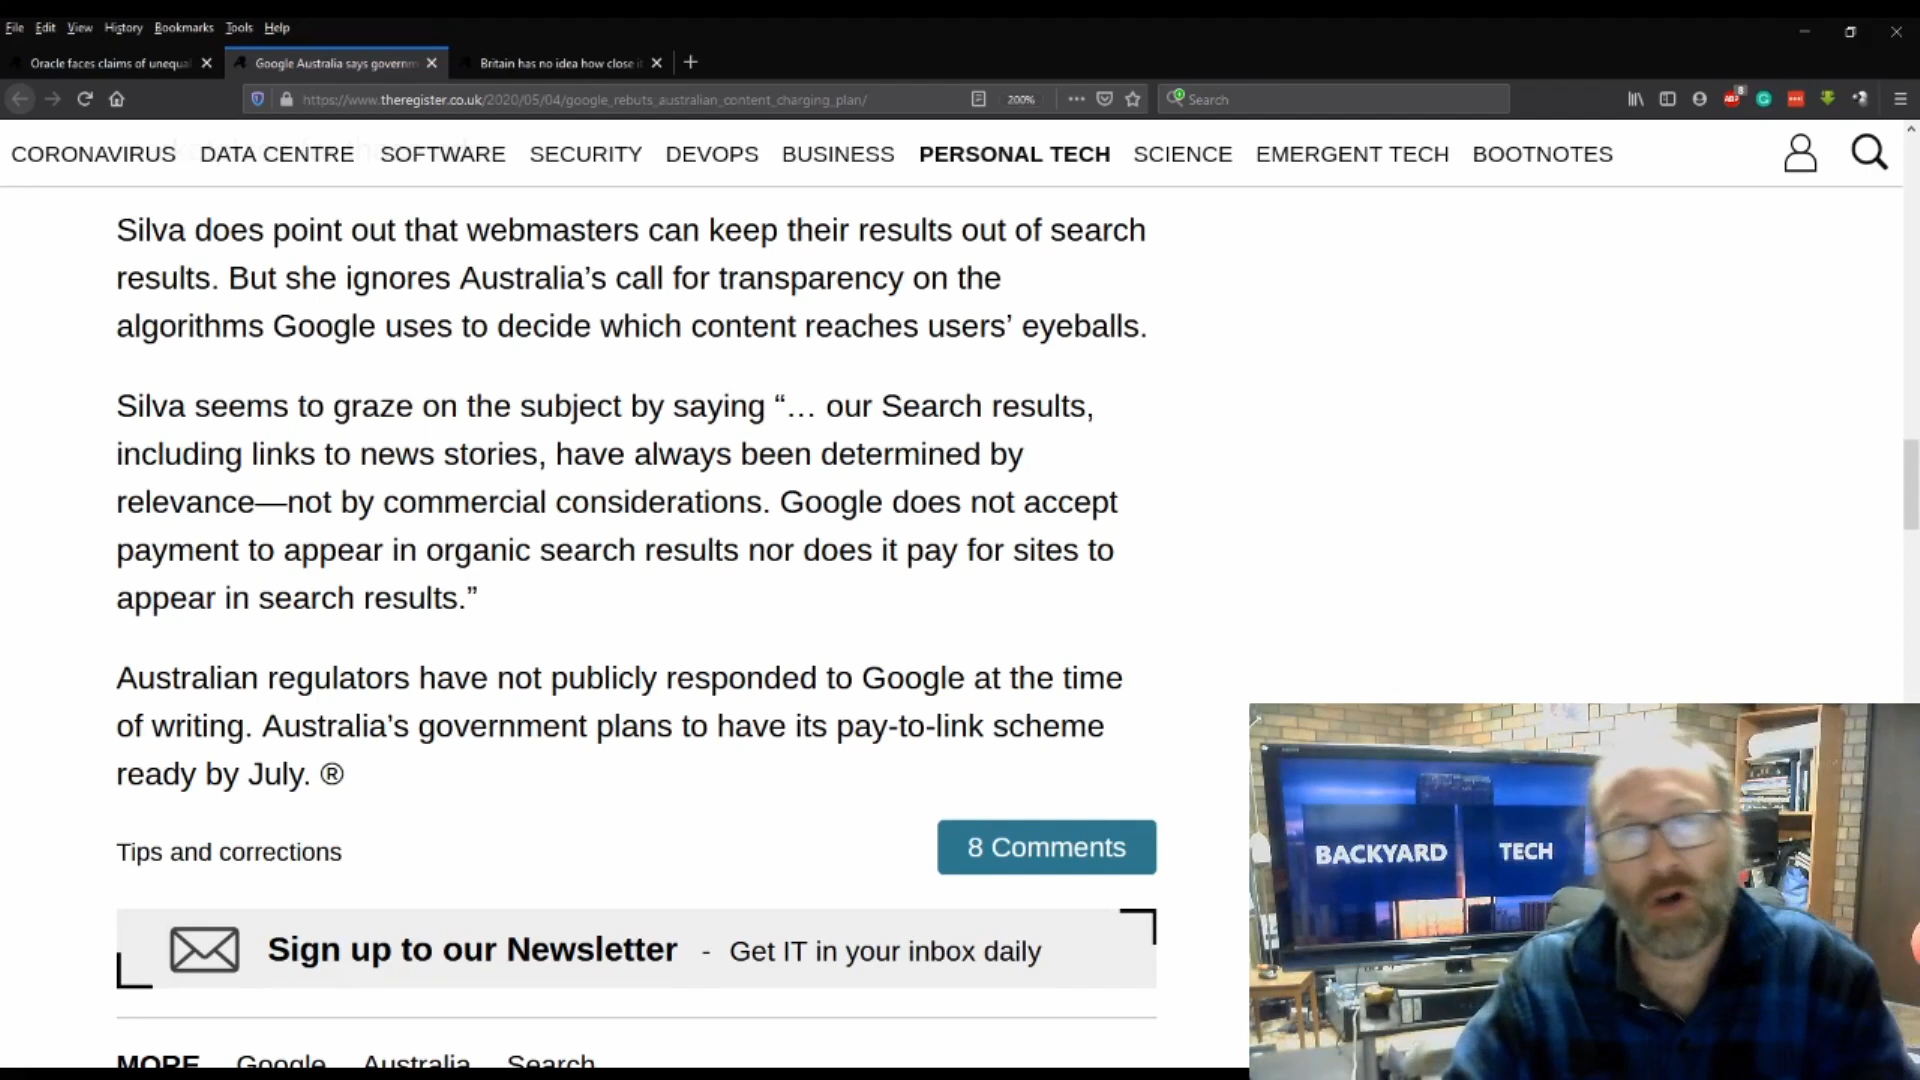 File Edit View History Bookmarks Tools Help
Oracle faces claims of unequa
Google Australia says governm
Britain has no idea how close i
https://www.theregister.co.uk/2020/05/04/google_rebuts_australian_content_charging_plan/
200%
Search
8
CORONAVIRUS DATA CENTRE SOFTWARE SECURITY DEVOPS BUSINESS PERSONAL TECH SCIENCE EMERGENT TECH BOOTNOTES
Silva does point out that webmasters can keep their results out of search
results. But she ignores Australia’s call for transparency on the
algorithms Google uses to decide which content reaches users’ eyeballs.
Silva seems to graze on the subject by saying “… our Search results,
including links to news stories, have always been determined by
relevance—not by commercial considerations. Google does not accept
payment to appear in organic search results nor does it pay for sites to
appear in search results.”
Australian regulators have not publicly responded to Google at the time
of writing. Australia’s government plans to have its pay-to-link scheme
ready by July. ®
Tips and corrections
8 Comments
Sign up to our Newsletter - Get IT in your inbox daily
MORE Google Australia Search
BACKYARD TECH